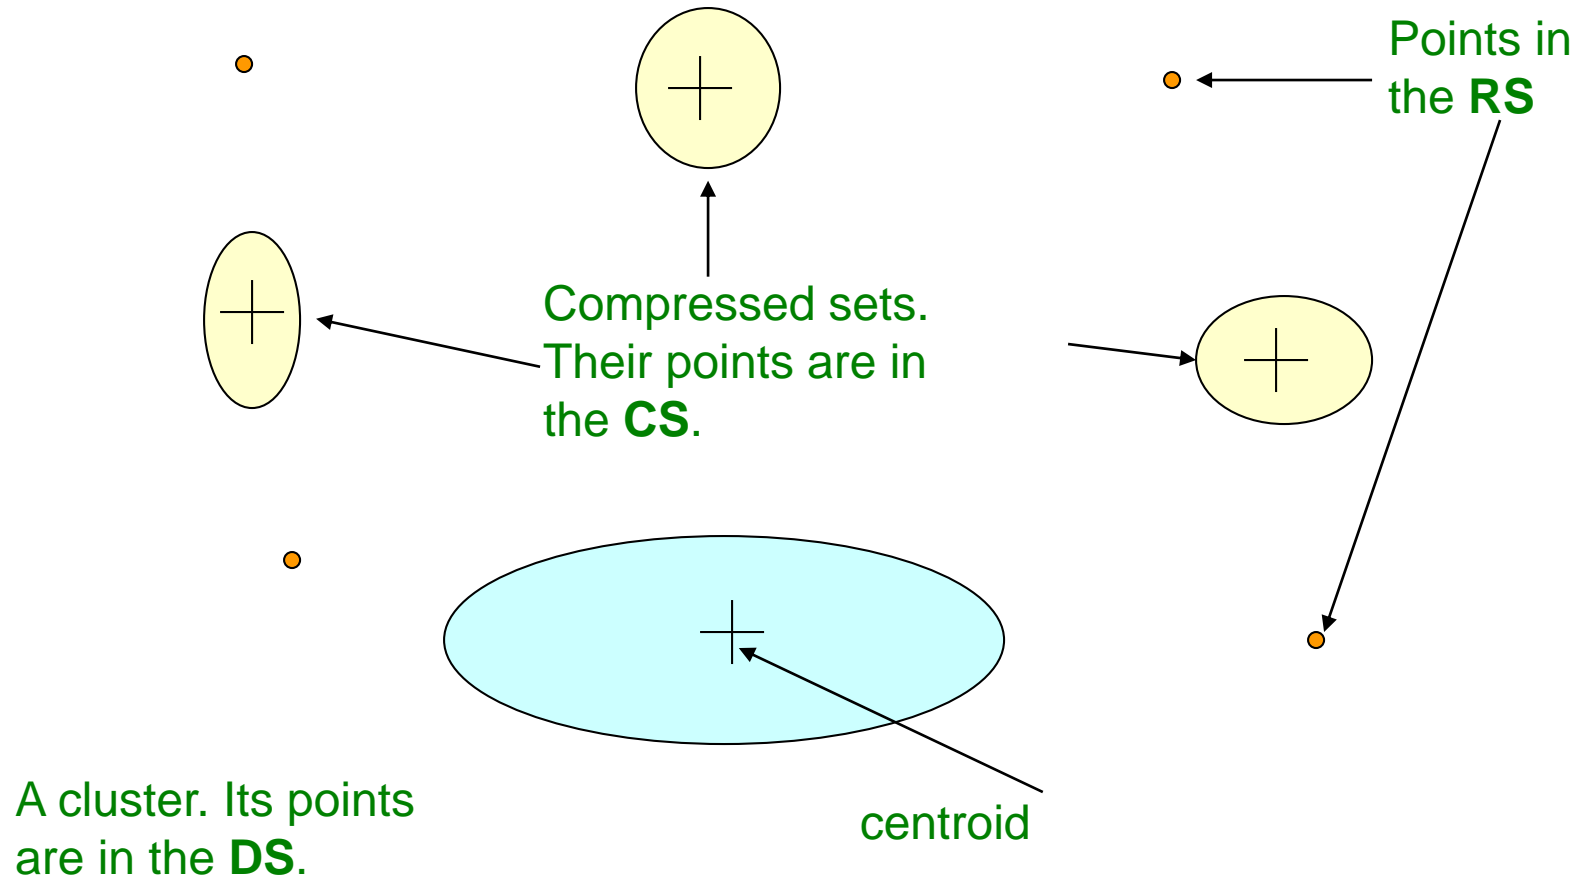 Points in
the RS
Compressed sets.
Their points are in
the CS.
A cluster. Its points
are in the DS.
centroid